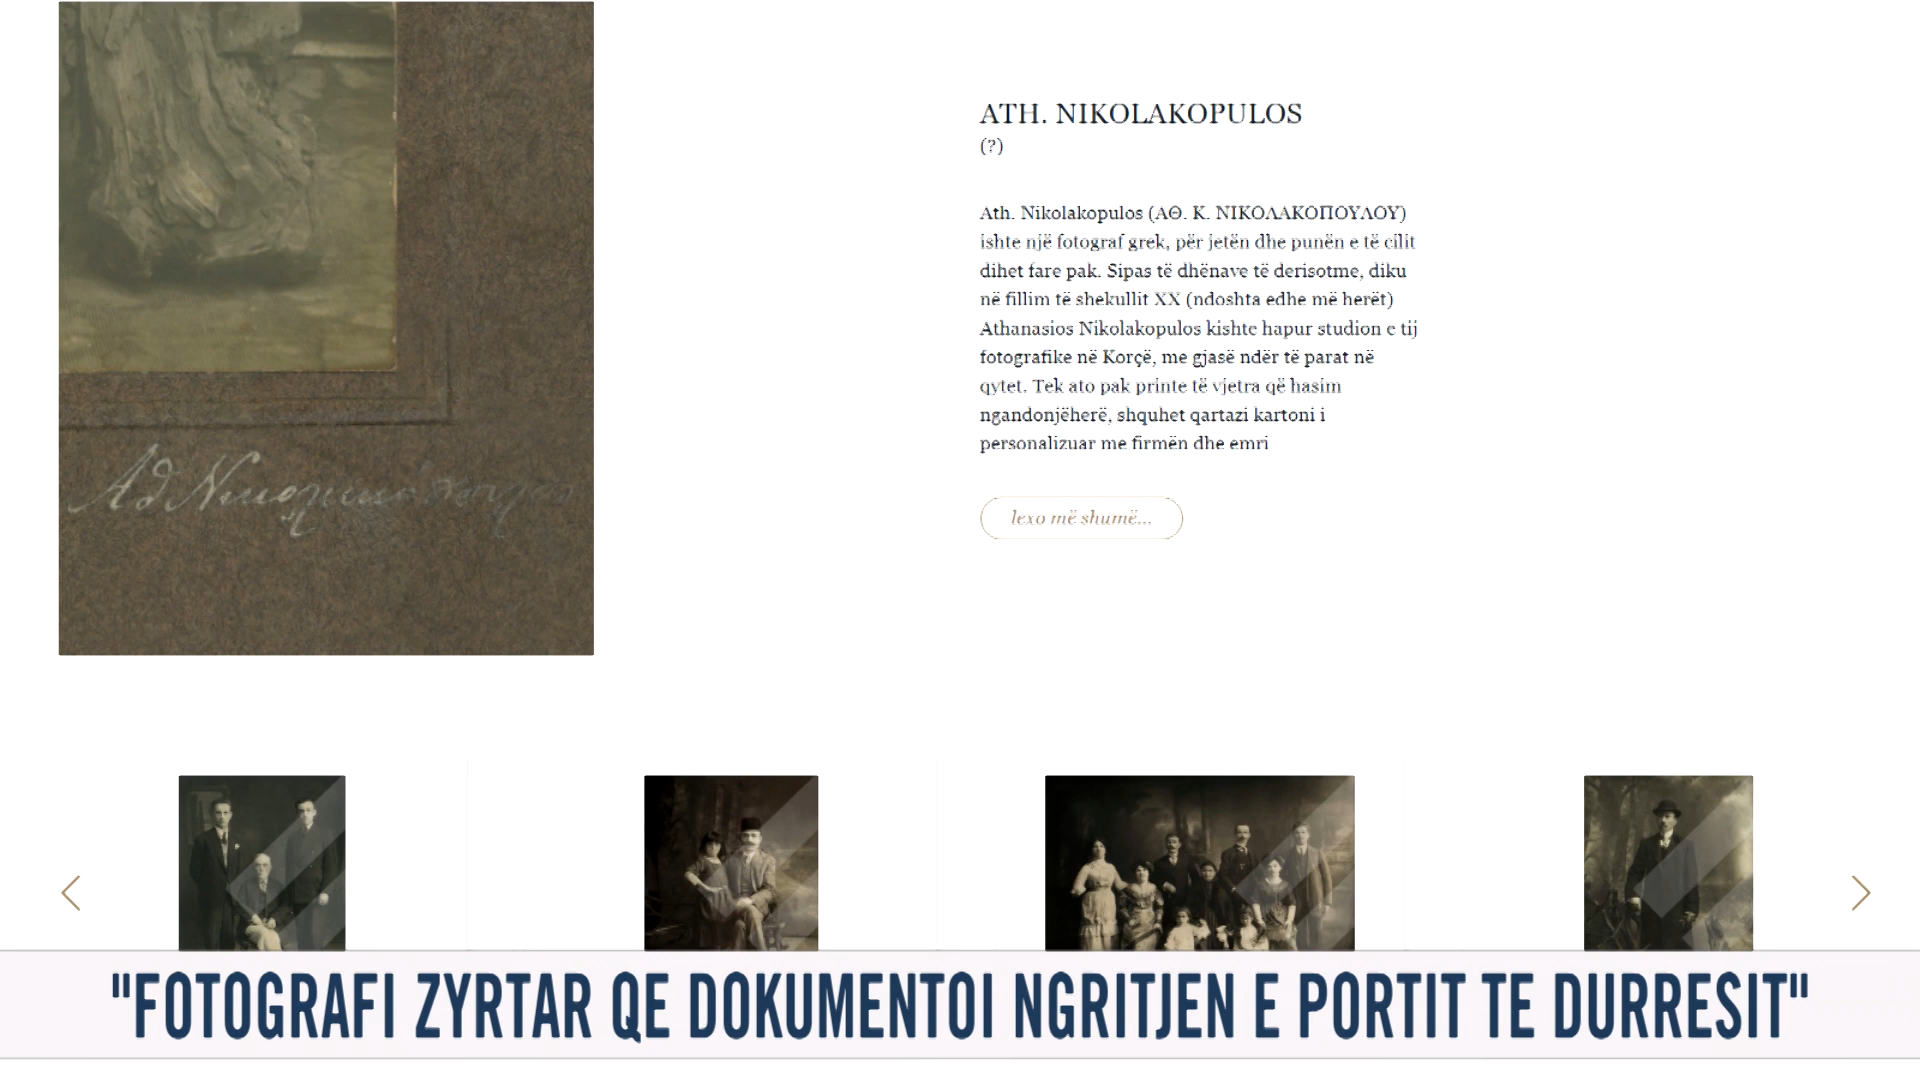 ATH. NIKOLAKOPULOS
(?)
Ath. Nikolakopulos (ΑΘ. Κ. ΝΙΚΟΛΑΚΟΠΟΥΛΟΥ)
ishte një fotograf grek, për jetën dhe punën e të cilit
dihet fare pak. Sipas të dhënave të derisotme, diku
në fillim të shekullit XX (ndoshta edhe më herët)
Athanasios Nikolakopulos kishte hapur studion e tij
fotografike në Korçë, me gjasë ndër të parat në
qytet. Tek ato pak printe të vjetra që hasim
ngandonjëherë, shquhet qartazi kartoni i
personalizuar me firmën dhe emri
lexo më shumë...
"FOTOGRAFI ZYRTAR QE DOKUMENTOI NGRITJEN E PORTIT TE DURRESIT"